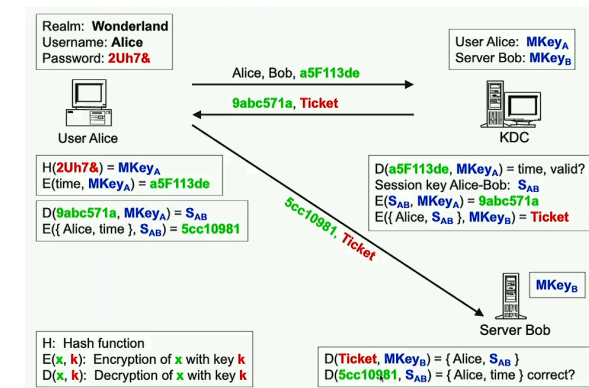 Realm: Wonderland
Username: Alice
Password: 2Uh7&
User Alice: MKeyA
Server Bob: MKeyB
Alice, Bob, a5F113de
9abc571a, Ticket
User Alice
KDC
H(2Uh7&) = MKeyA
E(time, MKeyA) = a5F113de
D(9abc571a, MKeyA) = SAB
E({ Alice, time }, SAB) = 5cc10981
D(a5F113de, MKeyA) = time, valid?
Session key Alice-Bob: SAB
E(SAB, MKeyA) = 9abc571a
E({ Alice, SAB }, MKeyB) = Ticket
5cc10981, Ticket
MKeyB
Server Bob
H: Hash function
E(x, k): Encryption of x with key k
D(x, k): Decryption of x with key k
D(Ticket, MKeyB) = { Alice, SAB }
D(5cc10981, SAB) = { Alice, time } correct?